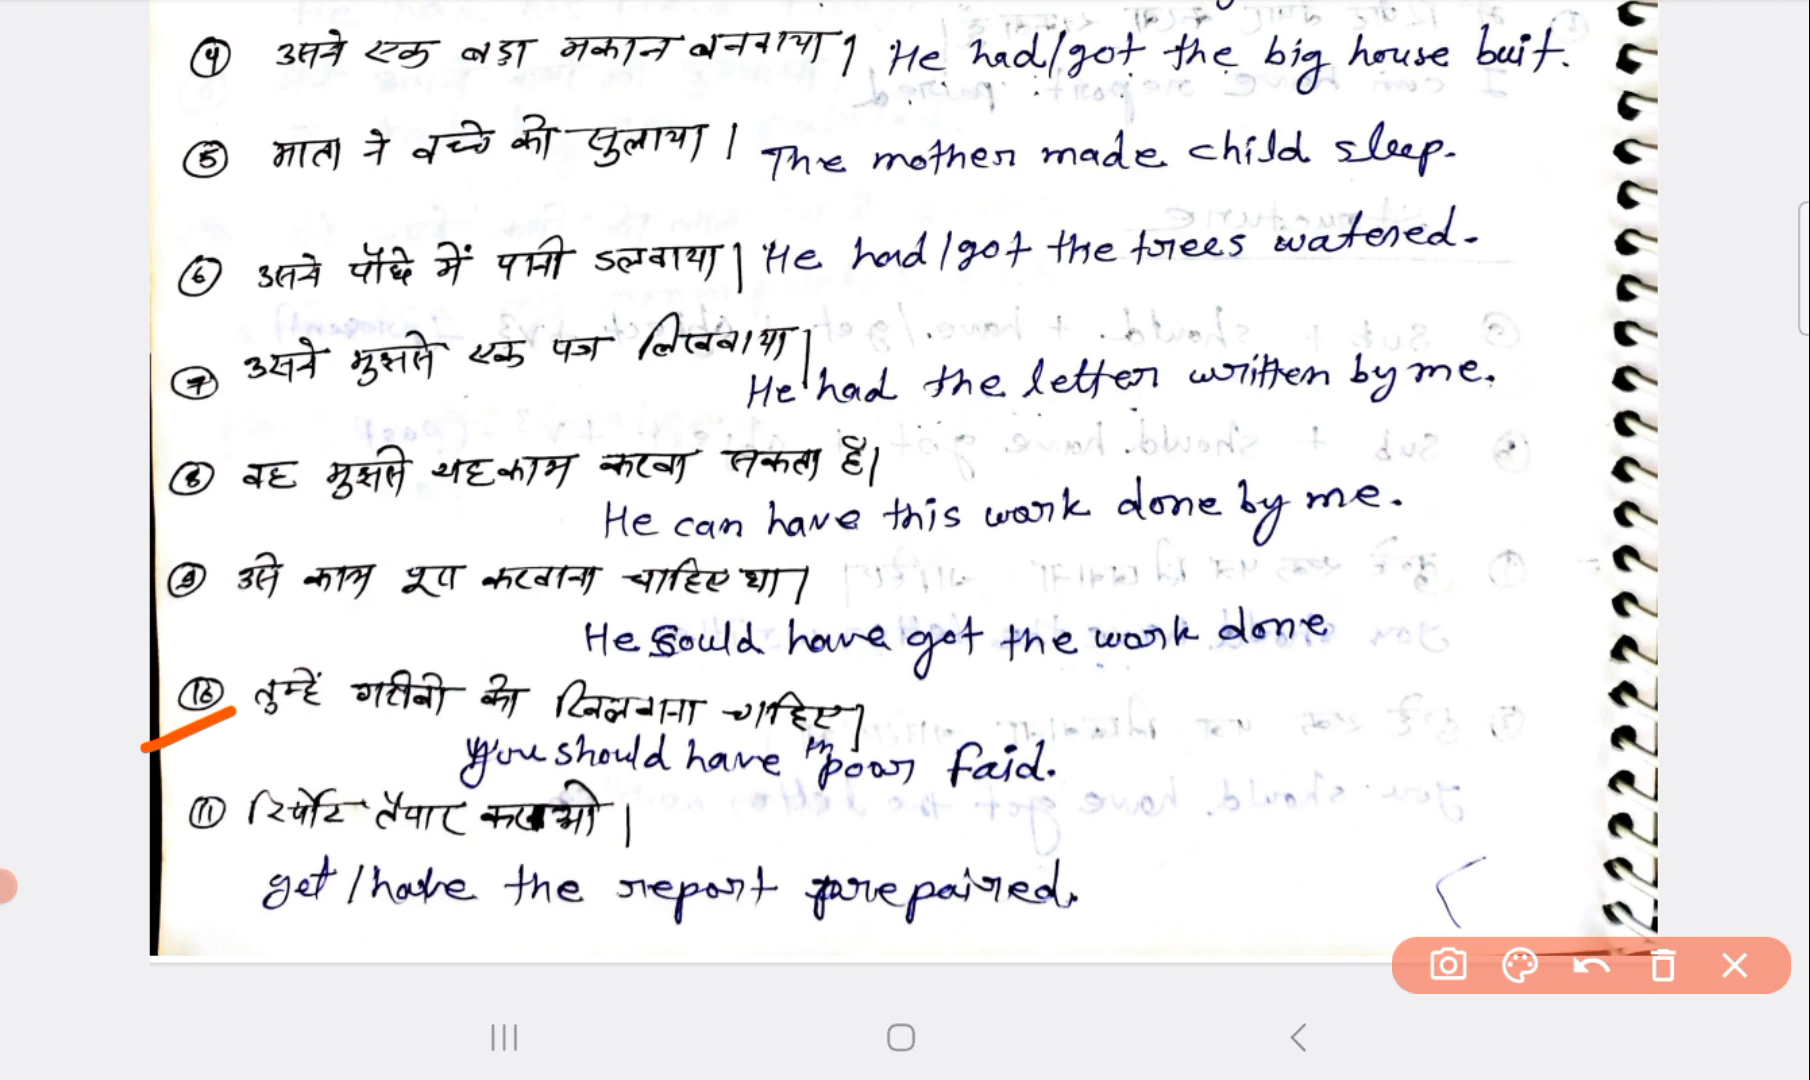 ④ उसने एक बड़ा मकान बनवाया। He had/got the big house buit.
⑤ माता ने बच्चे को सुलाया। The mother made child sleep.
⑥ उसने पौधे में पानी डलवाया। He had/got the trees watered.
⑦ उसने मुझसे एक पत्र लिखवाया।
He had the letter written by me.
⑧ वह मुझसे यह काम करवा सकता है।
He can have this work done by me.
⑨ उसे काम पूरा करवाना चाहिए था।
He sould have got the work done
⑩ तुम्हें गरीबो को खिलवाना चाहिए।
you should have poor faid.
⑪ रिपोर्ट तैयार करवाओ।
get/have the report prepaired.